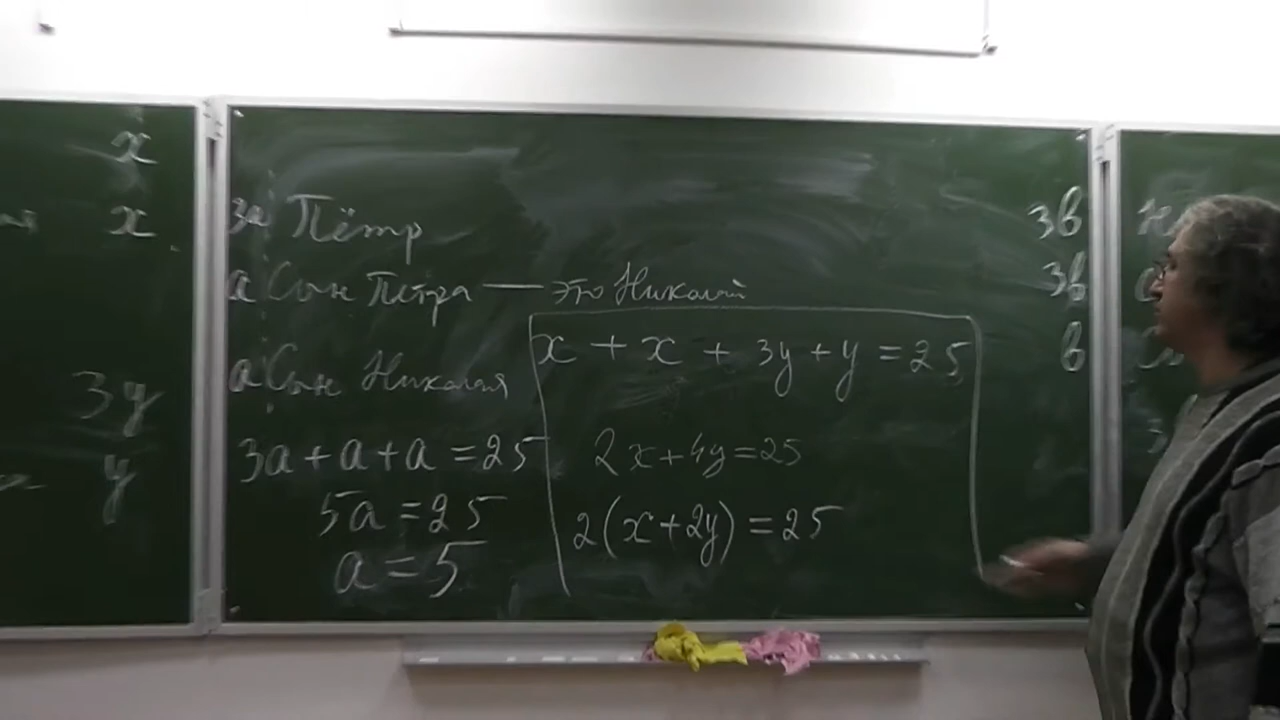 x
x
3y
y
3a Пётр
a Сын Петра — это Николай
a Сын Николая
3a + a + a = 25
5a = 25
a = 5
x + x + 3y + y = 25
2x + 4y = 25
2(x + 2y) = 25
3в
3в
в